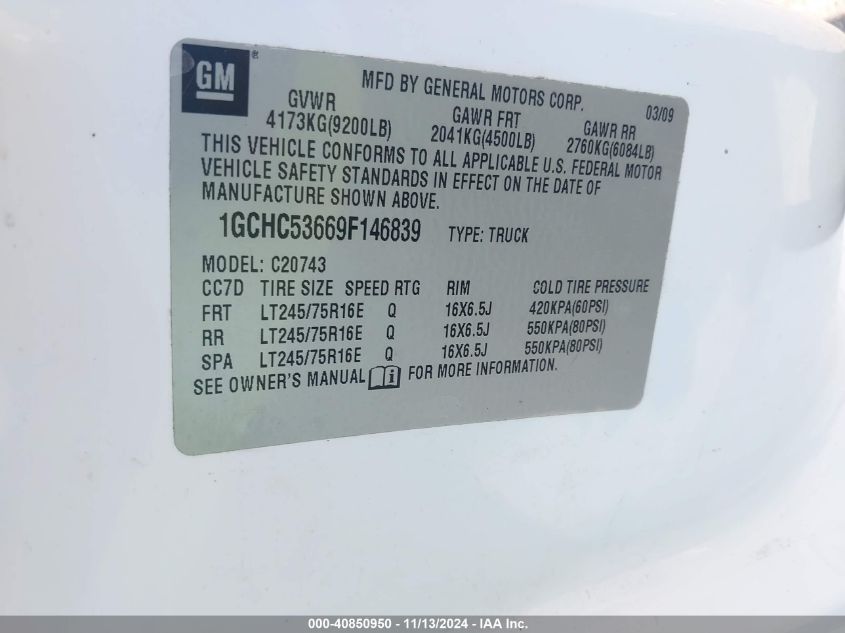 GM ®
MFD BY GENERAL MOTORS CORP. 03/09
GVWR GAWR FRT GAWR RR
4173KG(9200LB) 2041KG(4500LB) 2760KG(6084LB)
THIS VEHICLE CONFORMS TO ALL APPLICABLE U.S. FEDERAL MOTOR
VEHICLE SAFETY STANDARDS IN EFFECT ON THE DATE OF
MANUFACTURE SHOWN ABOVE.
1GCHC53669F146839 TYPE: TRUCK
MODEL: C20743
CC7D TIRE SIZE SPEED RTG RIM COLD TIRE PRESSURE
FRT LT245/75R16E Q 16X6.5J 420KPA(60PSI)
RR LT245/75R16E Q 16X6.5J 550KPA(80PSI)
SPA LT245/75R16E Q 16X6.5J 550KPA(80PSI)
SEE OWNER'S MANUAL i FOR MORE INFORMATION.
000-40850950 - 11/13/2024 - IAAI.com, Inc.